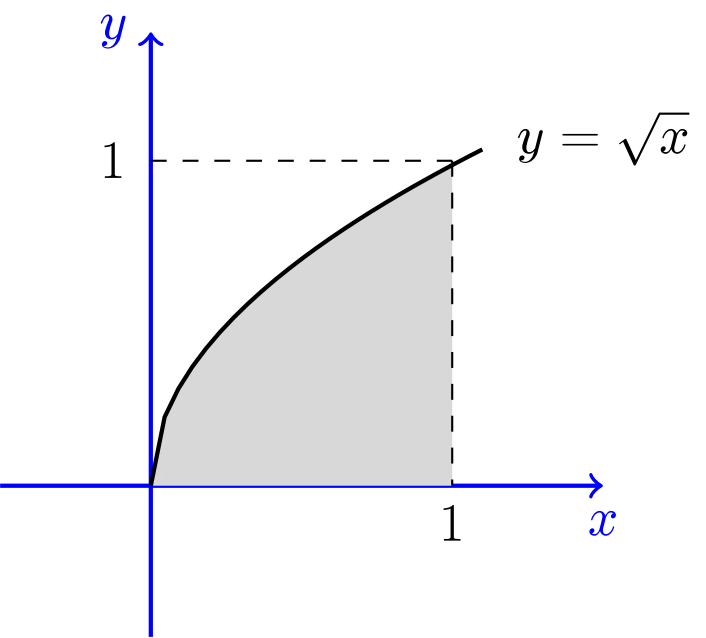 y
y = √x
1
1
x